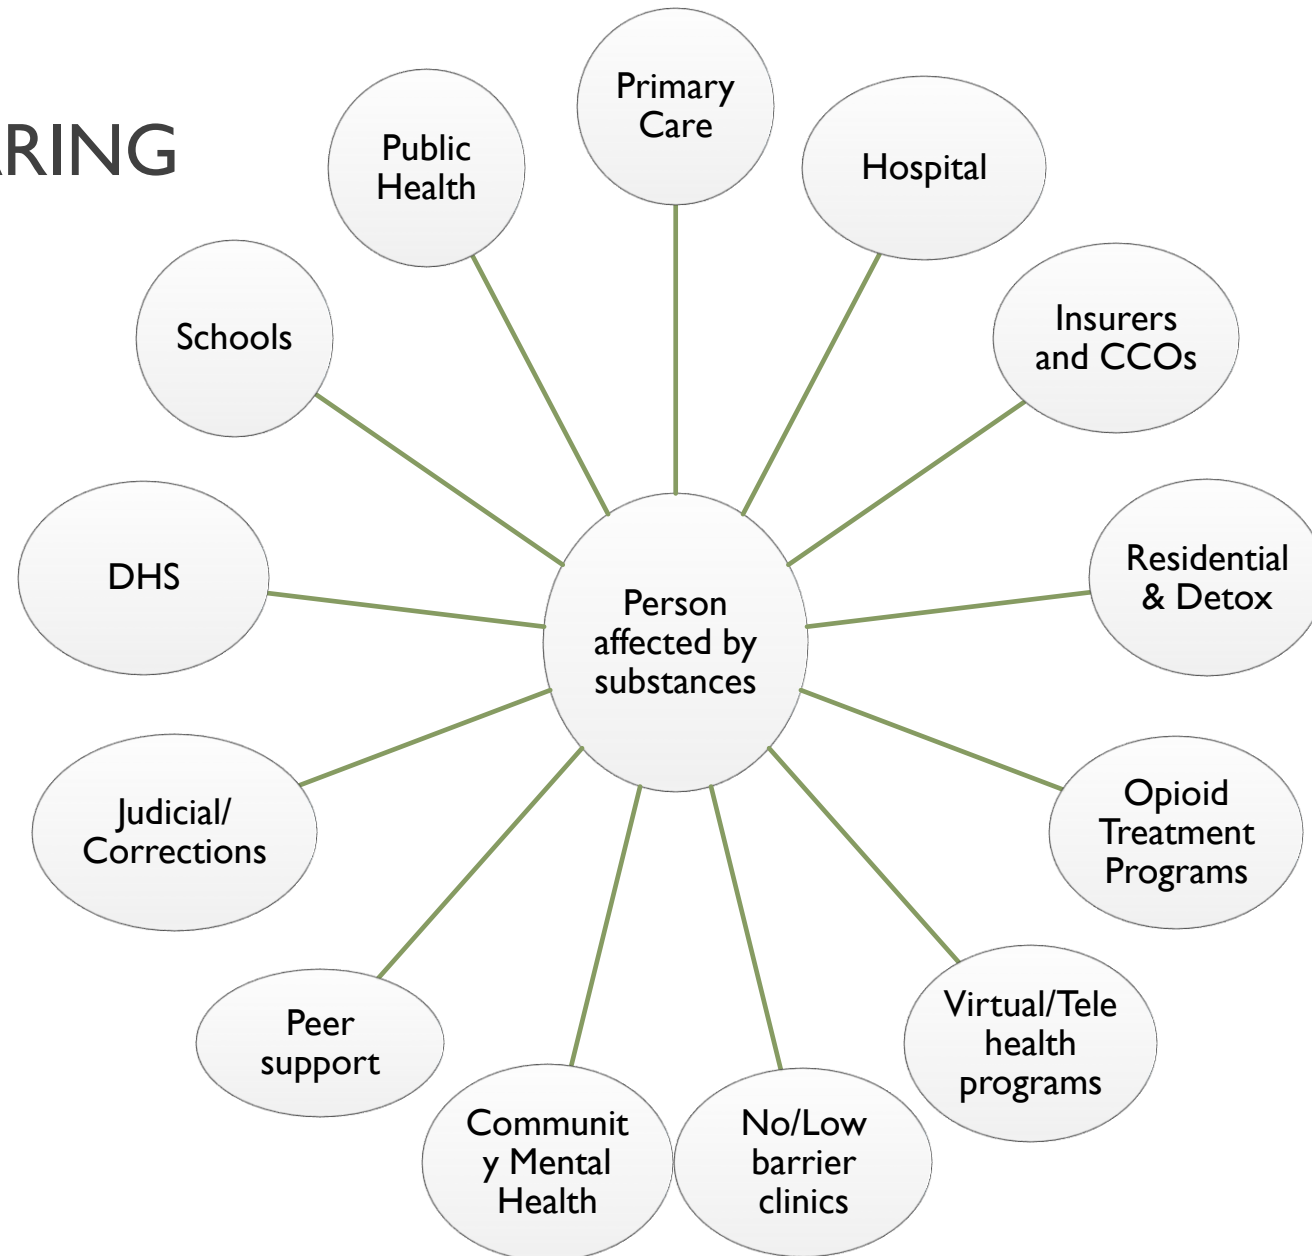 ARING
Primary
Care
Public
Health
Hospital
Schools
Insurers
and CCOs
DHS
Residential
& Detox
Person
affected by
substances
Judicial/
Corrections
Opioid
Treatment
Programs
Peer
support
Virtual/Tele
health
programs
Communit
y Mental
Health
No/Low
barrier
clinics